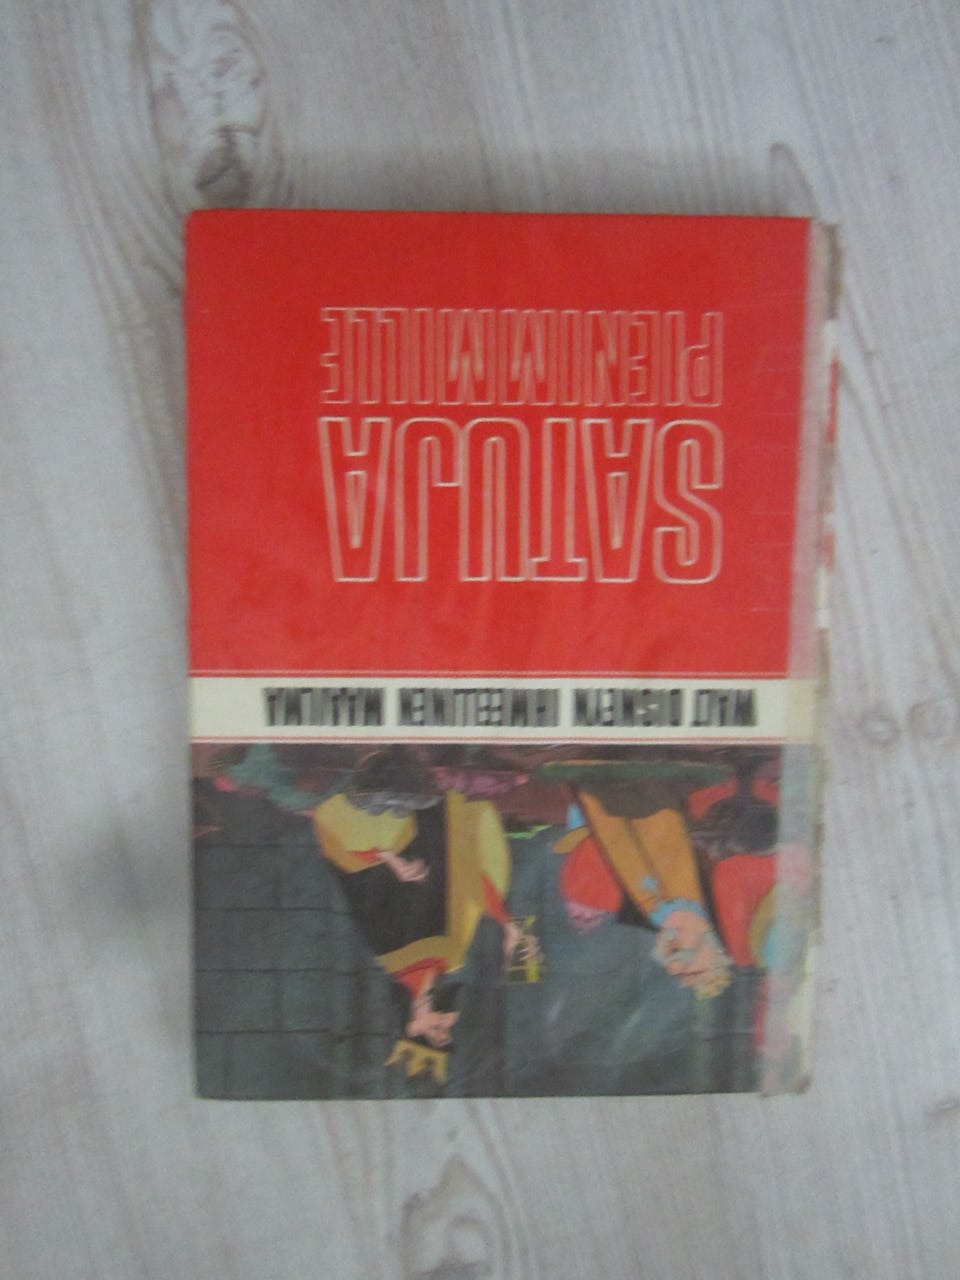 WALT DISNEYN IHMEELLINEN MAAILMA
SATUJA
PIENIMMILLE